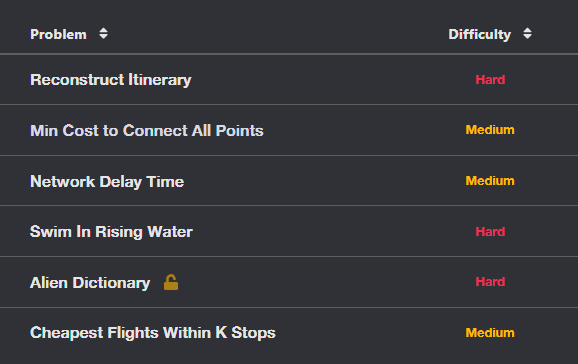 Problem Difficulty
Reconstruct Itinerary Hard
Min Cost to Connect All Points Medium
Network Delay Time Medium
Swim In Rising Water Hard
Alien Dictionary Hard
Cheapest Flights Within K Stops Medium